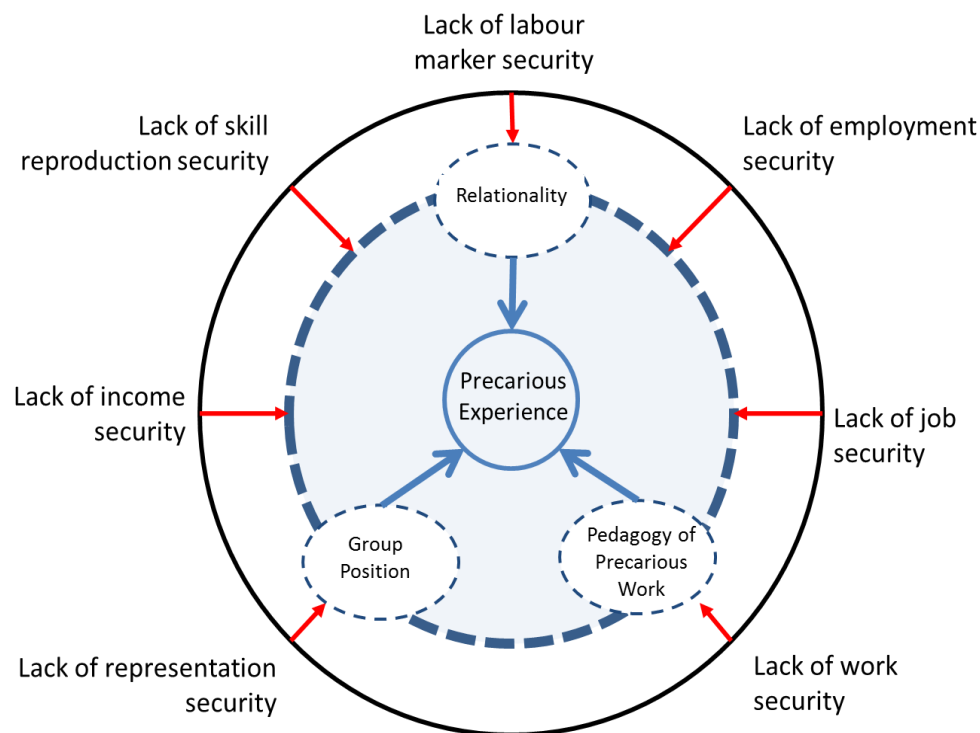 Lack of labour
marker security
Lack of skill
reproduction security
Lack of employment
security
Relationality
Precarious
Experience
Lack of income
security
Lack of job
security
Group
Position
Pedagogy of
Precarious
Work
Lack of representation
security
Lack of work
security